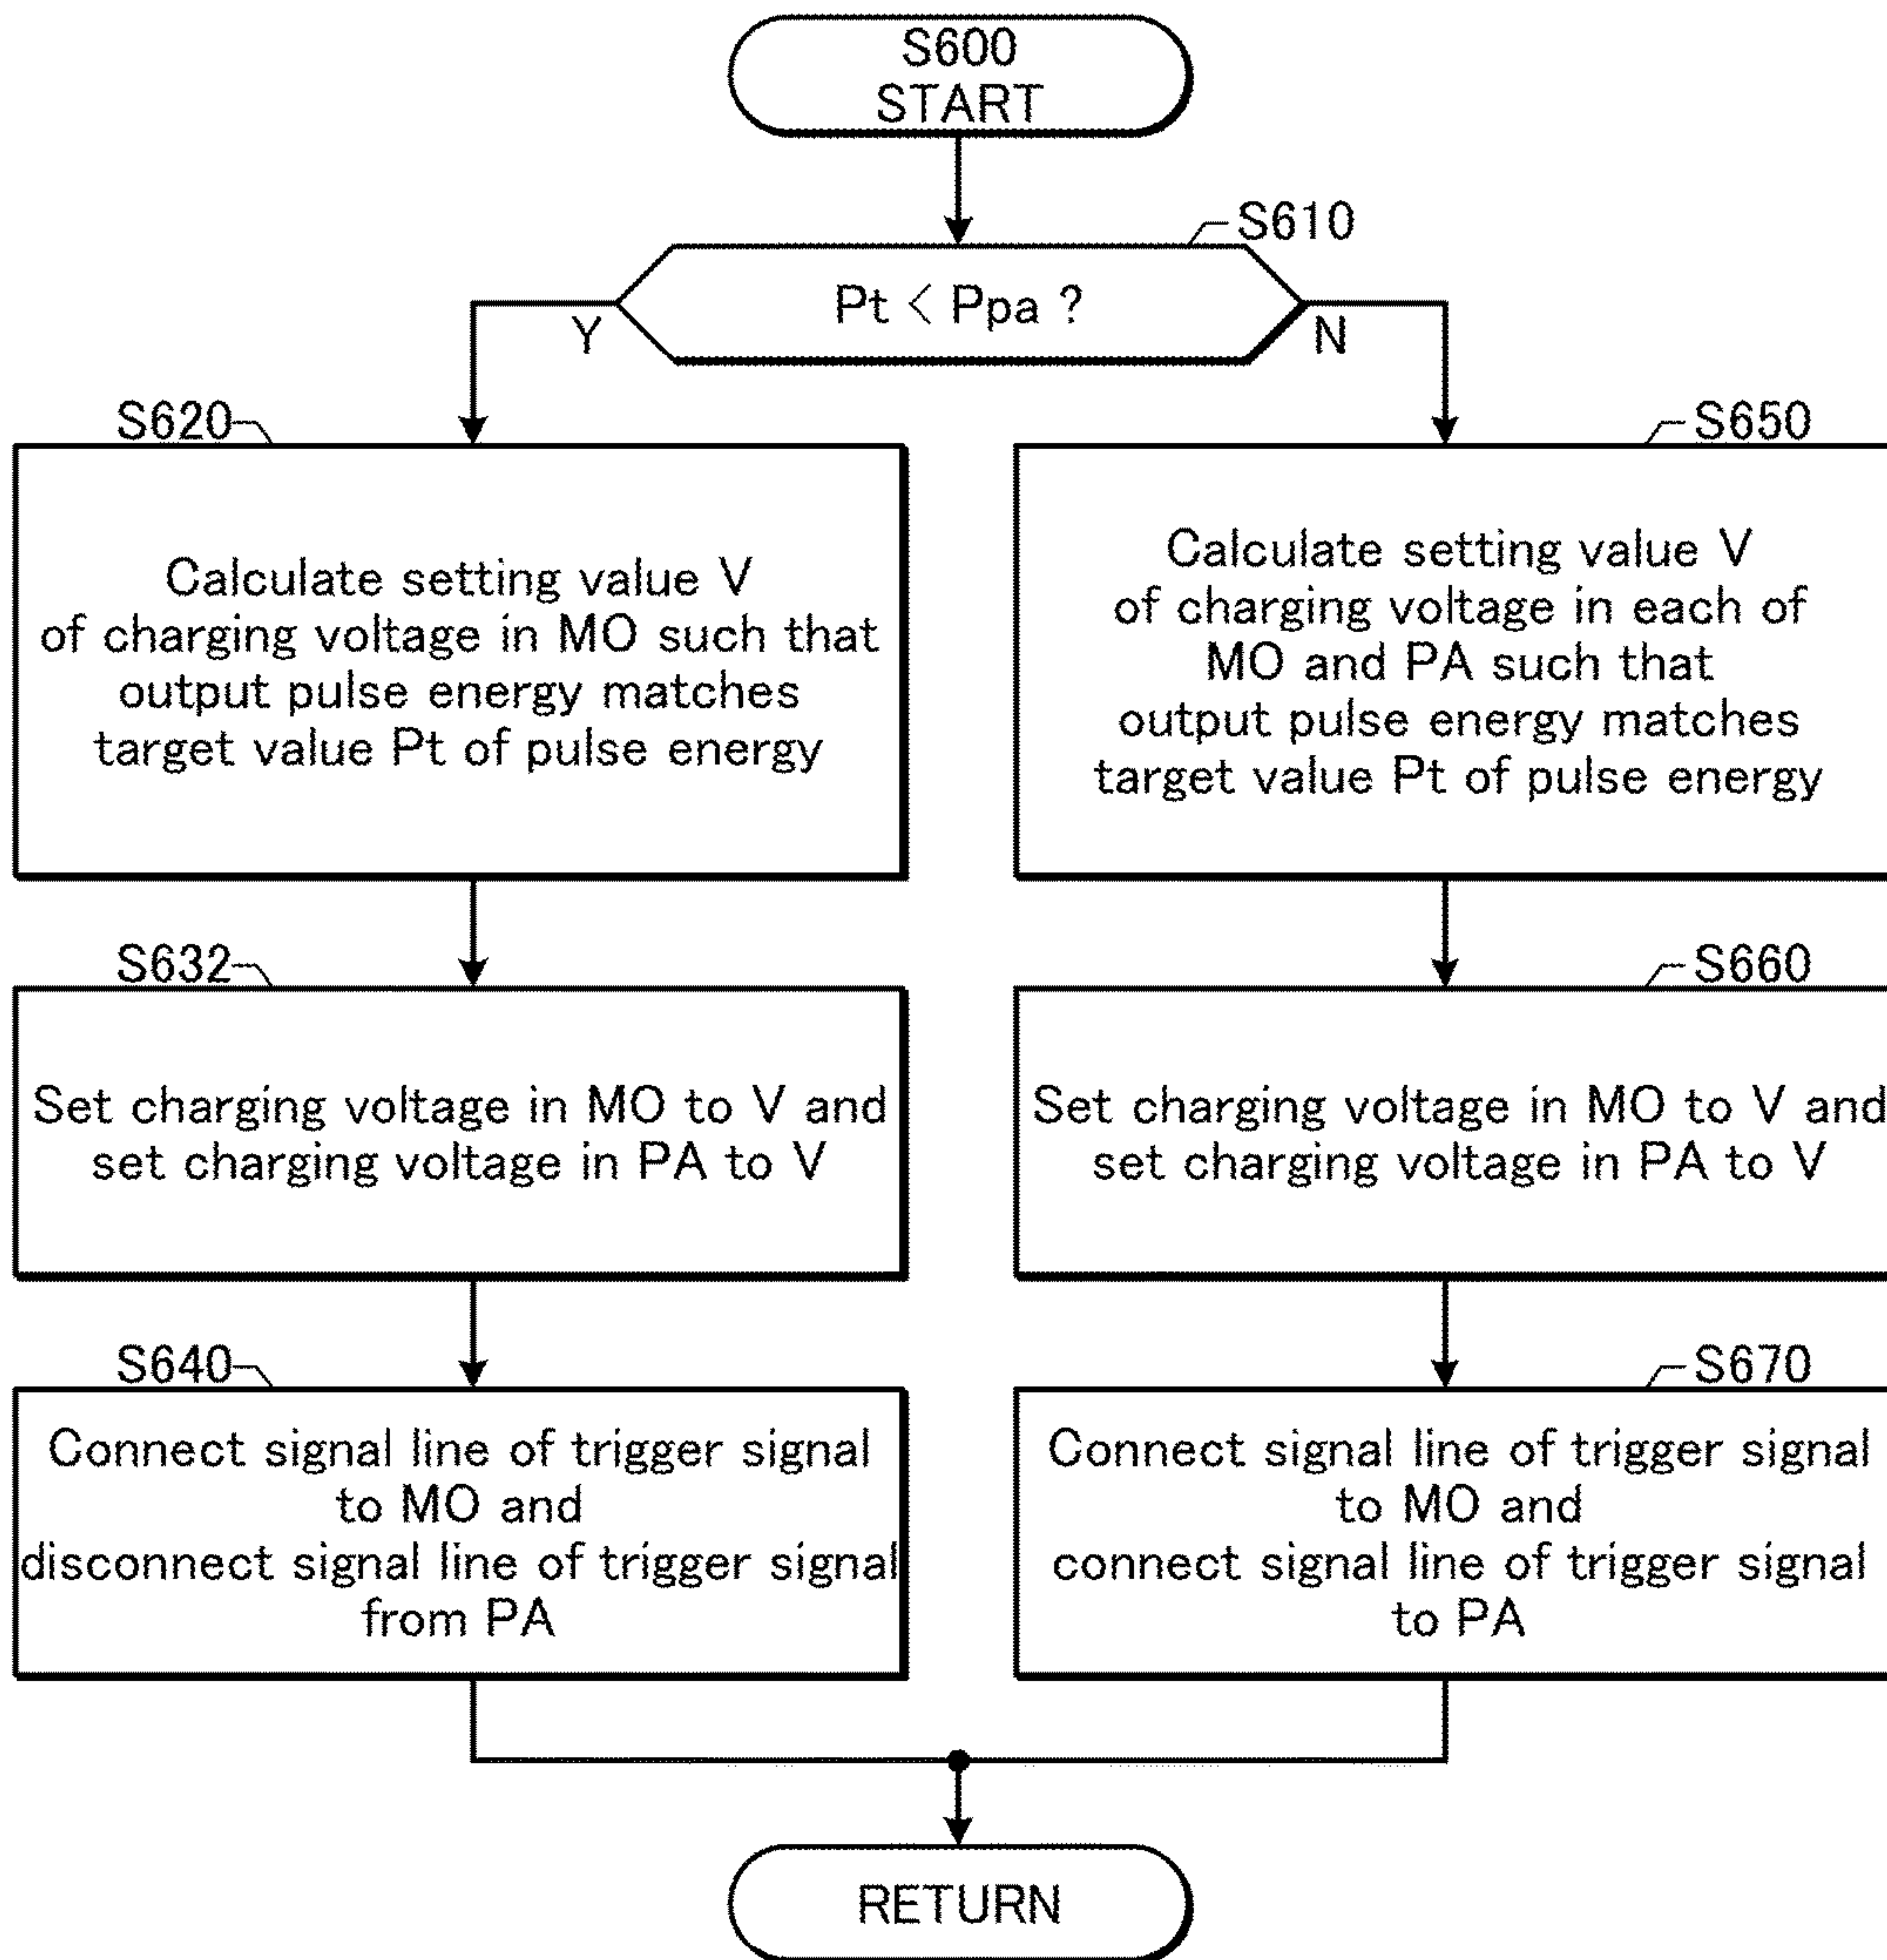 S600
START
S610
Pt < Ppa ?
Y
N
S620
Calculate setting value V
of charging voltage in MO such that
output pulse energy matches
target value Pt of pulse energy
S650
Calculate setting value V
of charging voltage in each of
MO and PA such that
output pulse energy matches
target value Pt of pulse energy
S632
Set charging voltage in MO to V and
set charging voltage in PA to V
S660
Set charging voltage in MO to V and
set charging voltage in PA to V
S640
Connect signal line of trigger signal
to MO and
disconnect signal line of trigger signal
from PA
S670
Connect signal line of trigger signal
to MO and
connect signal line of trigger signal
to PA
RETURN